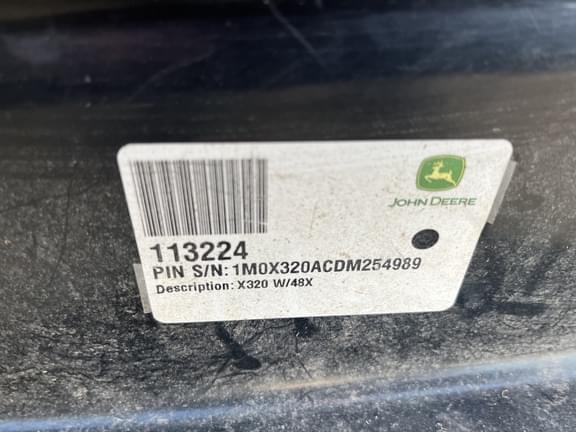 JOHN DEERE
113224
PIN S/N: 1M0X320ACDM254989
Description: X320 W/48X